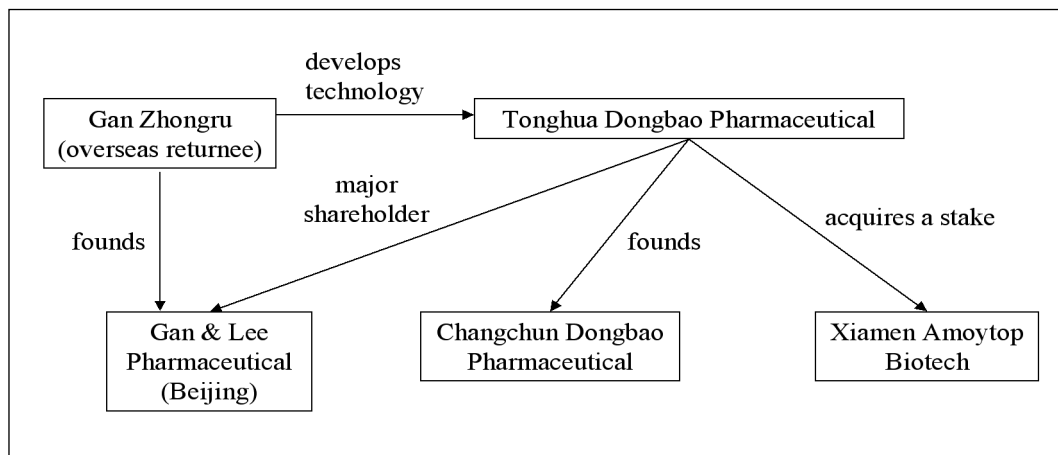 develops
technology
Gan Zhongru
(overseas returnee)
Tonghua Dongbao Pharmaceutical
major
shareholder
acquires a stake
founds
founds
Gan & Lee
Pharmaceutical
(Beijing)
Changchun Dongbao
Pharmaceutical
Xiamen Amoytop
Biotech